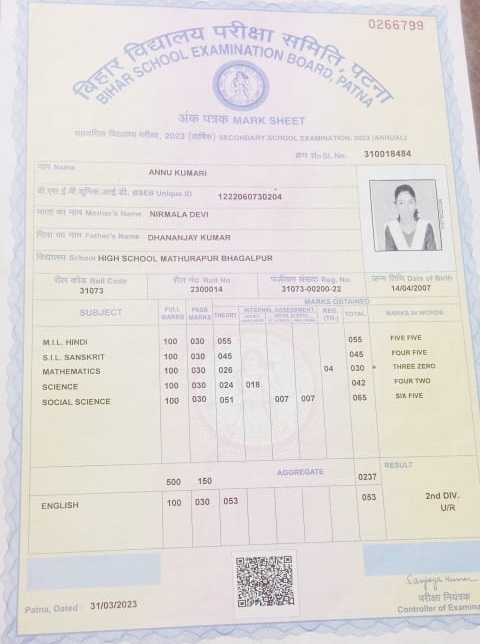 0266799
बिहार विद्यालय परीक्षा समिति, पटना
BIHAR SCHOOL EXAMINATION BOARD, PATNA
अंक पत्रक MARK SHEET
माध्यमिक विद्यालय परीक्षा, 2023 (वार्षिक) SECONDARY SCHOOL EXAMINATION, 2023 (ANNUAL)
क्रम सं० Sl. No. 310018484
नाम Name ANNU KUMARI
बी.एस.ई.बी.यूनिक.आई.डी. BSEB Unique ID 1222060730204
माता का नाम Mother's Name NIRMALA DEVI
पिता का नाम Father's Name DHANANJAY KUMAR
विद्यालय School HIGH SCHOOL MATHURAPUR BHAGALPUR
रौल कोड Roll Code रौल नं० Roll No. पंजीयन संख्या Reg. No. जन्म तिथि Date of Birth
31073 2300014 31073-00200-22 14/04/2007
MARKS OBTAINED
SUBJECT FULL MARKS PASS MARKS THEORY INTERNAL ASSESSMENT REG. (TH.) TOTAL MARKS IN WORDS
M.I.L. HINDI 100 030 055 055 FIVE FIVE
S.I.L. SANSKRIT 100 030 045 045 FOUR FIVE
MATHEMATICS 100 030 026 04 030 * THREE ZERO
SCIENCE 100 030 024 018 042 FOUR TWO
SOCIAL SCIENCE 100 030 051 007 007 065 SIX FIVE
500 150 AGGREGATE 0237 RESULT
ENGLISH 100 030 053 053 2nd DIV.
U/R
Patna, Dated : 31/03/2023
Sanjay Kumar
परीक्षा नियंत्रक
Controller of Examina